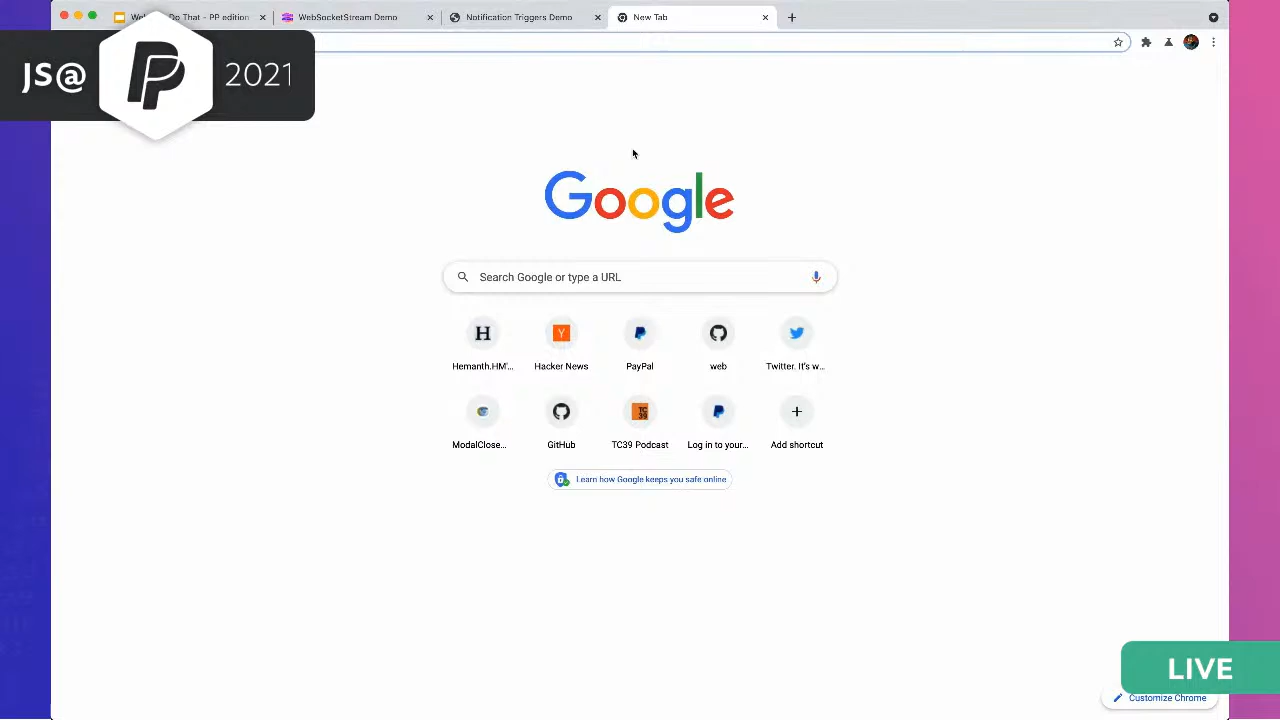 Do That - PP edition
WebSocketStream Demo
Notification Triggers Demo
New Tab
JS@
2021
Google
Search Google or type a URL
Hemanth.HM'...
Hacker News
PayPal
web
Twitter. It's w...
ModalClose...
GitHub
TC39 Podcast
Log in to your...
Add shortcut
Learn how Google keeps you safe online
LIVE
Customize Chrome